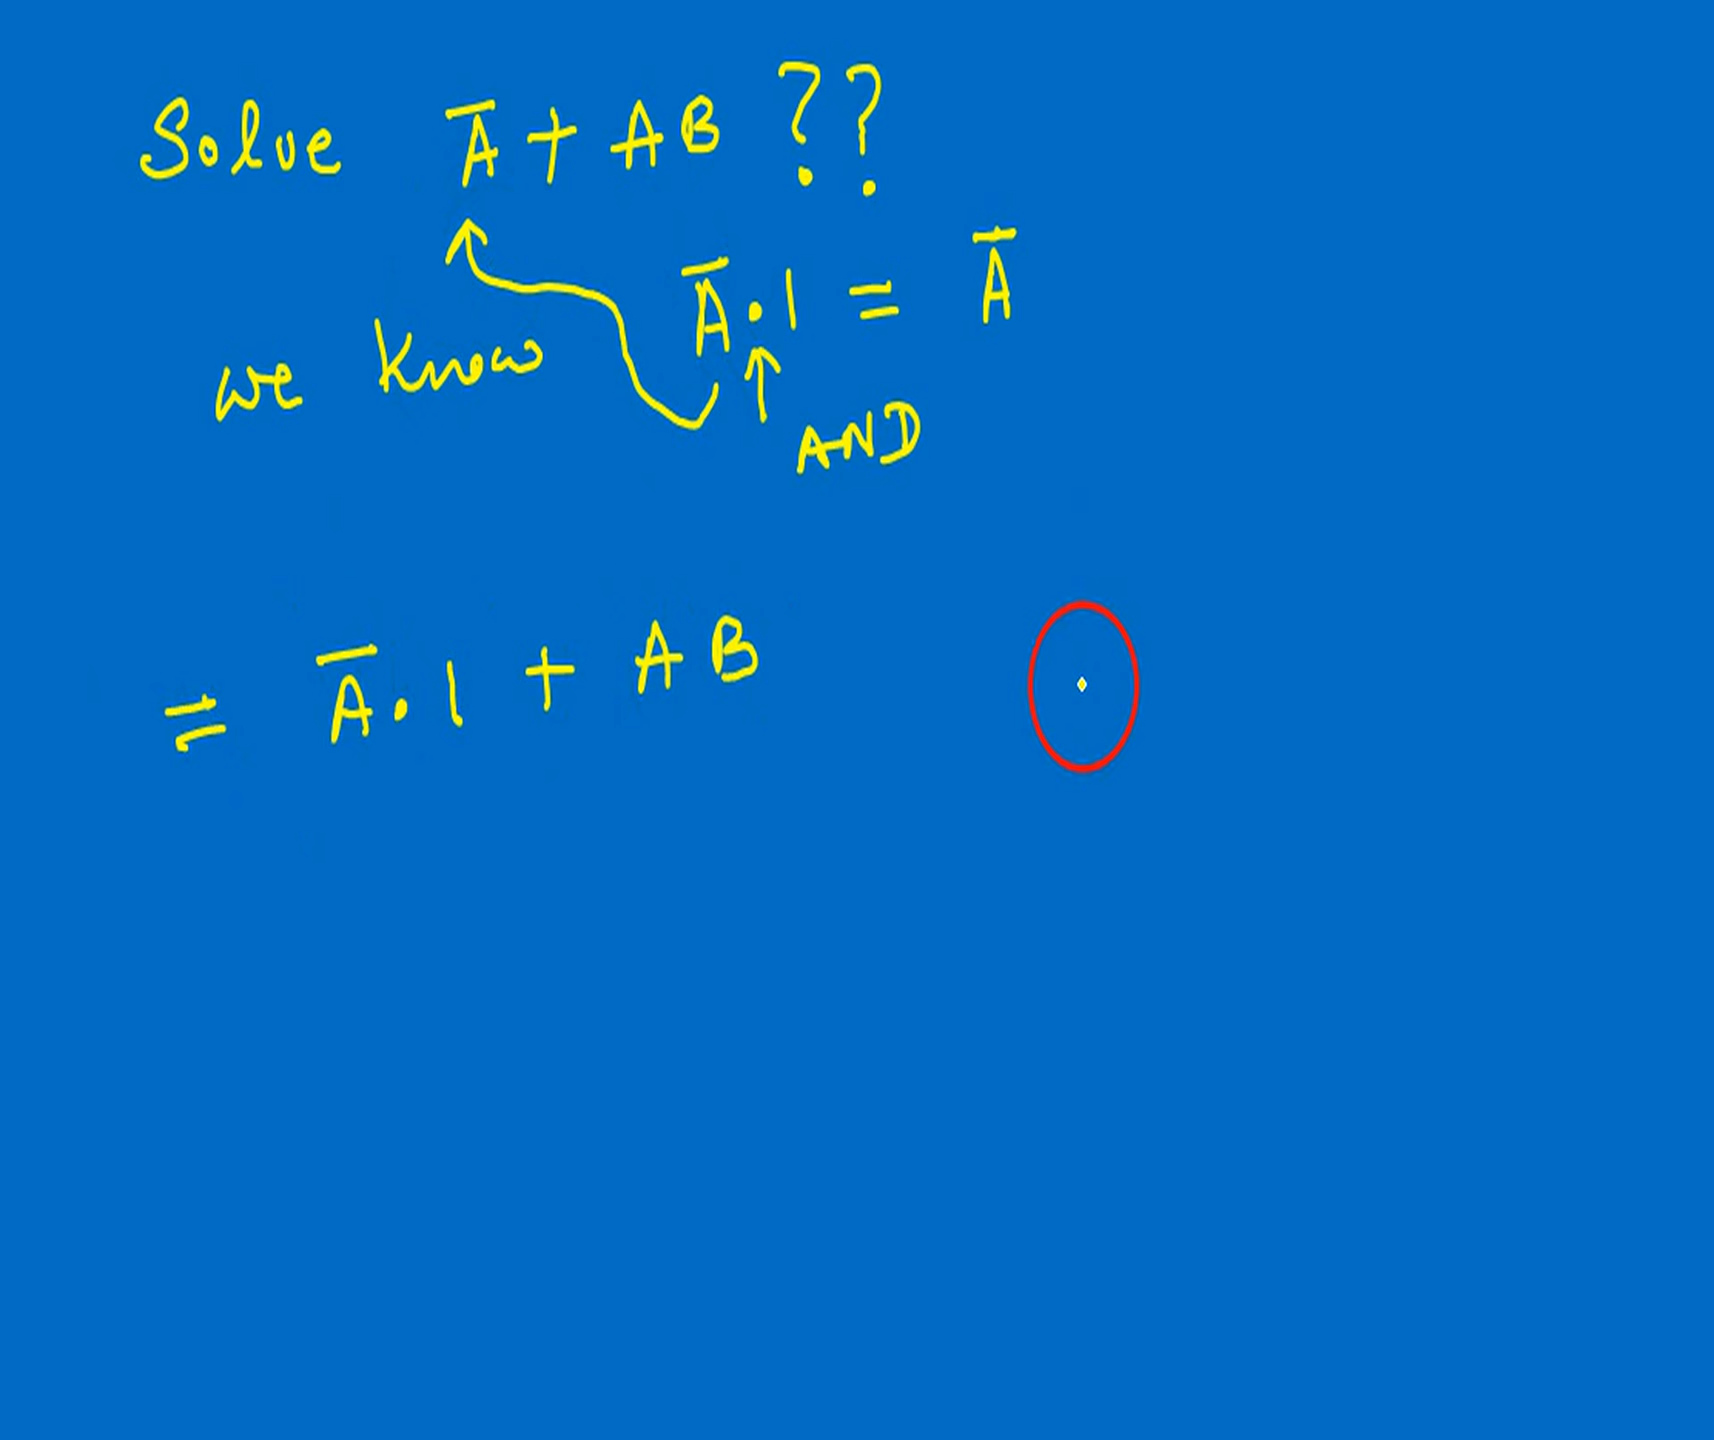 Solve A̅ + AB ??
we know A̅ . 1 = A̅
AND
= A̅ . 1 + AB